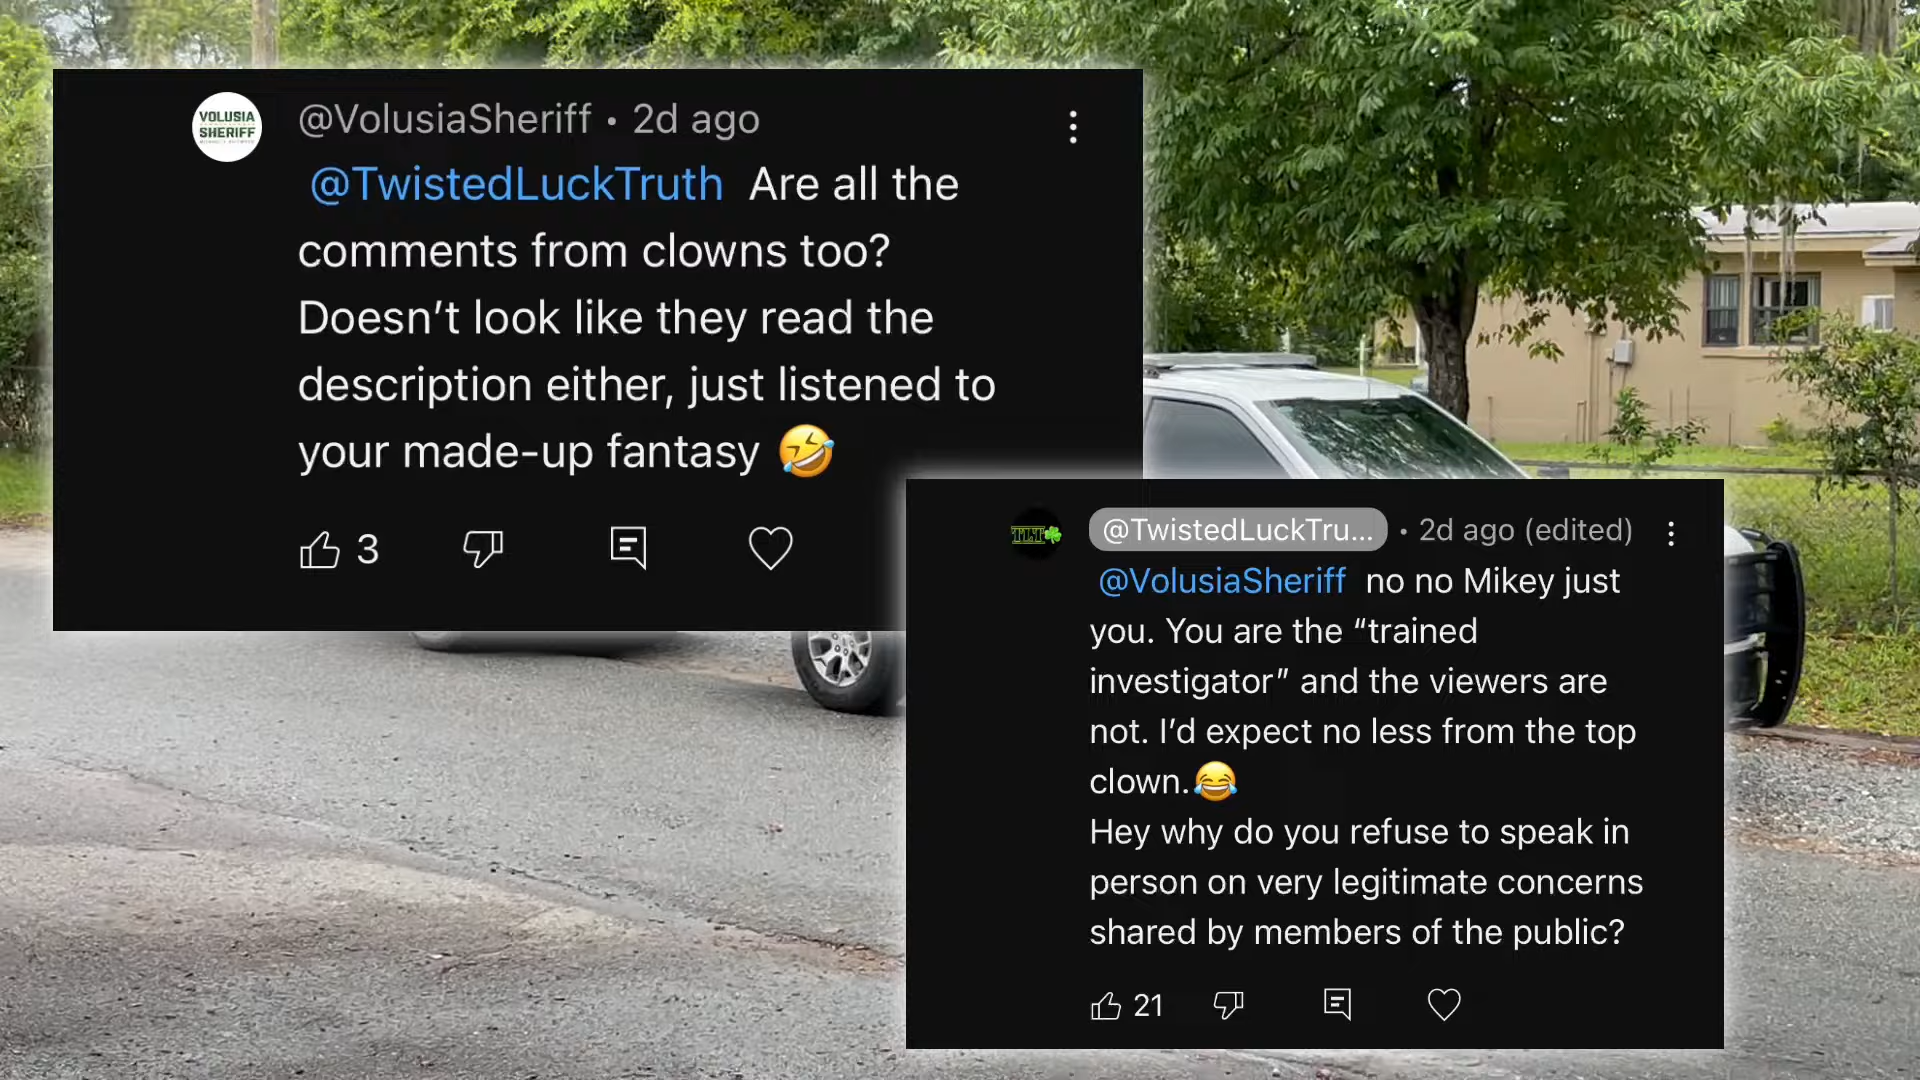 VOLUSIA
SHERIFF
@VolusiaSheriff • 2d ago
@TwistedLuckTruth Are all the
comments from clowns too?
Doesn’t look like they read the
description either, just listened to
your made-up fantasy 🤣
3
TLT
@TwistedLuckTru... • 2d ago (edited)
@VolusiaSheriff no no Mikey just
you. You are the “trained
investigator” and the viewers are
not. I’d expect no less from the top
clown.😂
Hey why do you refuse to speak in
person on very legitimate concerns
shared by members of the public?
21